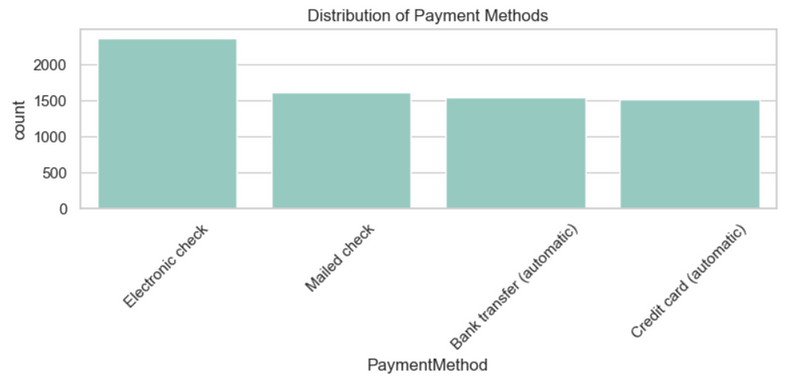 Distribution of Payment Methods
count
2000
1500
1000
500
0
Electronic check
Mailed check
Bank transfer (automatic)
Credit card (automatic)
PaymentMethod